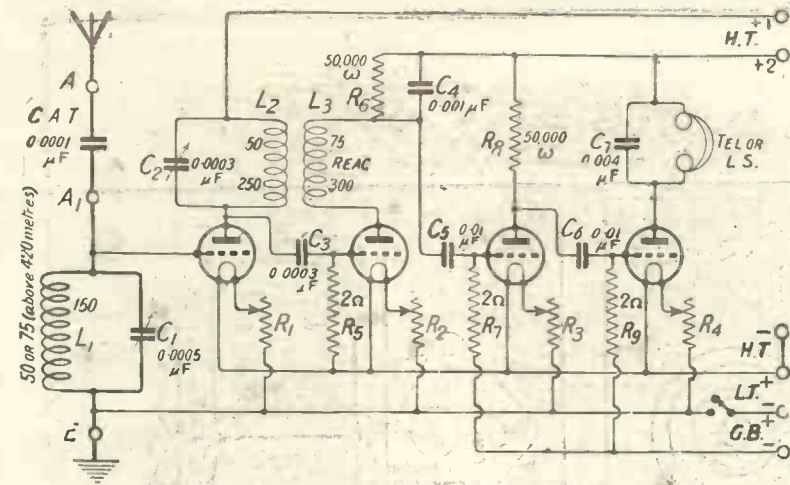 +1
H.T.
+2
A
CAT
0.0001
µF
A1
50 OR 75 (above 420 metres)
150
L1
C1
0.0005
µF
E
C2
0.0003
µF
L2
50
250
L3
75
REAC
300
50,000
ω
R6
C4
0.001 µF
R8
50,000
ω
C7
0.004
µF
TEL OR
L.S.
C3
0.0003
µF
C5
0.01
µF
C6
0.01
µF
R1
2Ω
R5
R2
2Ω
R7
R3
2Ω
R9
R4
-
H.T.
+
L.T.
-
+
G.B.
-